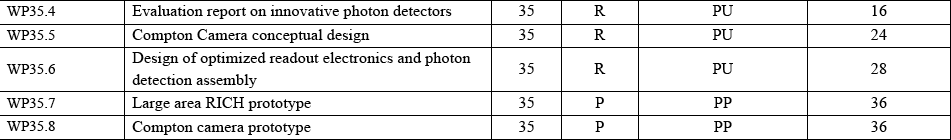 WP35.4 Evaluation report on innovative photon detectors 35 R PU 16
WP35.5 Compton Camera conceptual design 35 R PU 24
WP35.6 Design of optimized readout electronics and photon detection assembly 35 R PU 28
WP35.7 Large area RICH prototype 35 P PP 36
WP35.8 Compton camera prototype 35 P PP 36